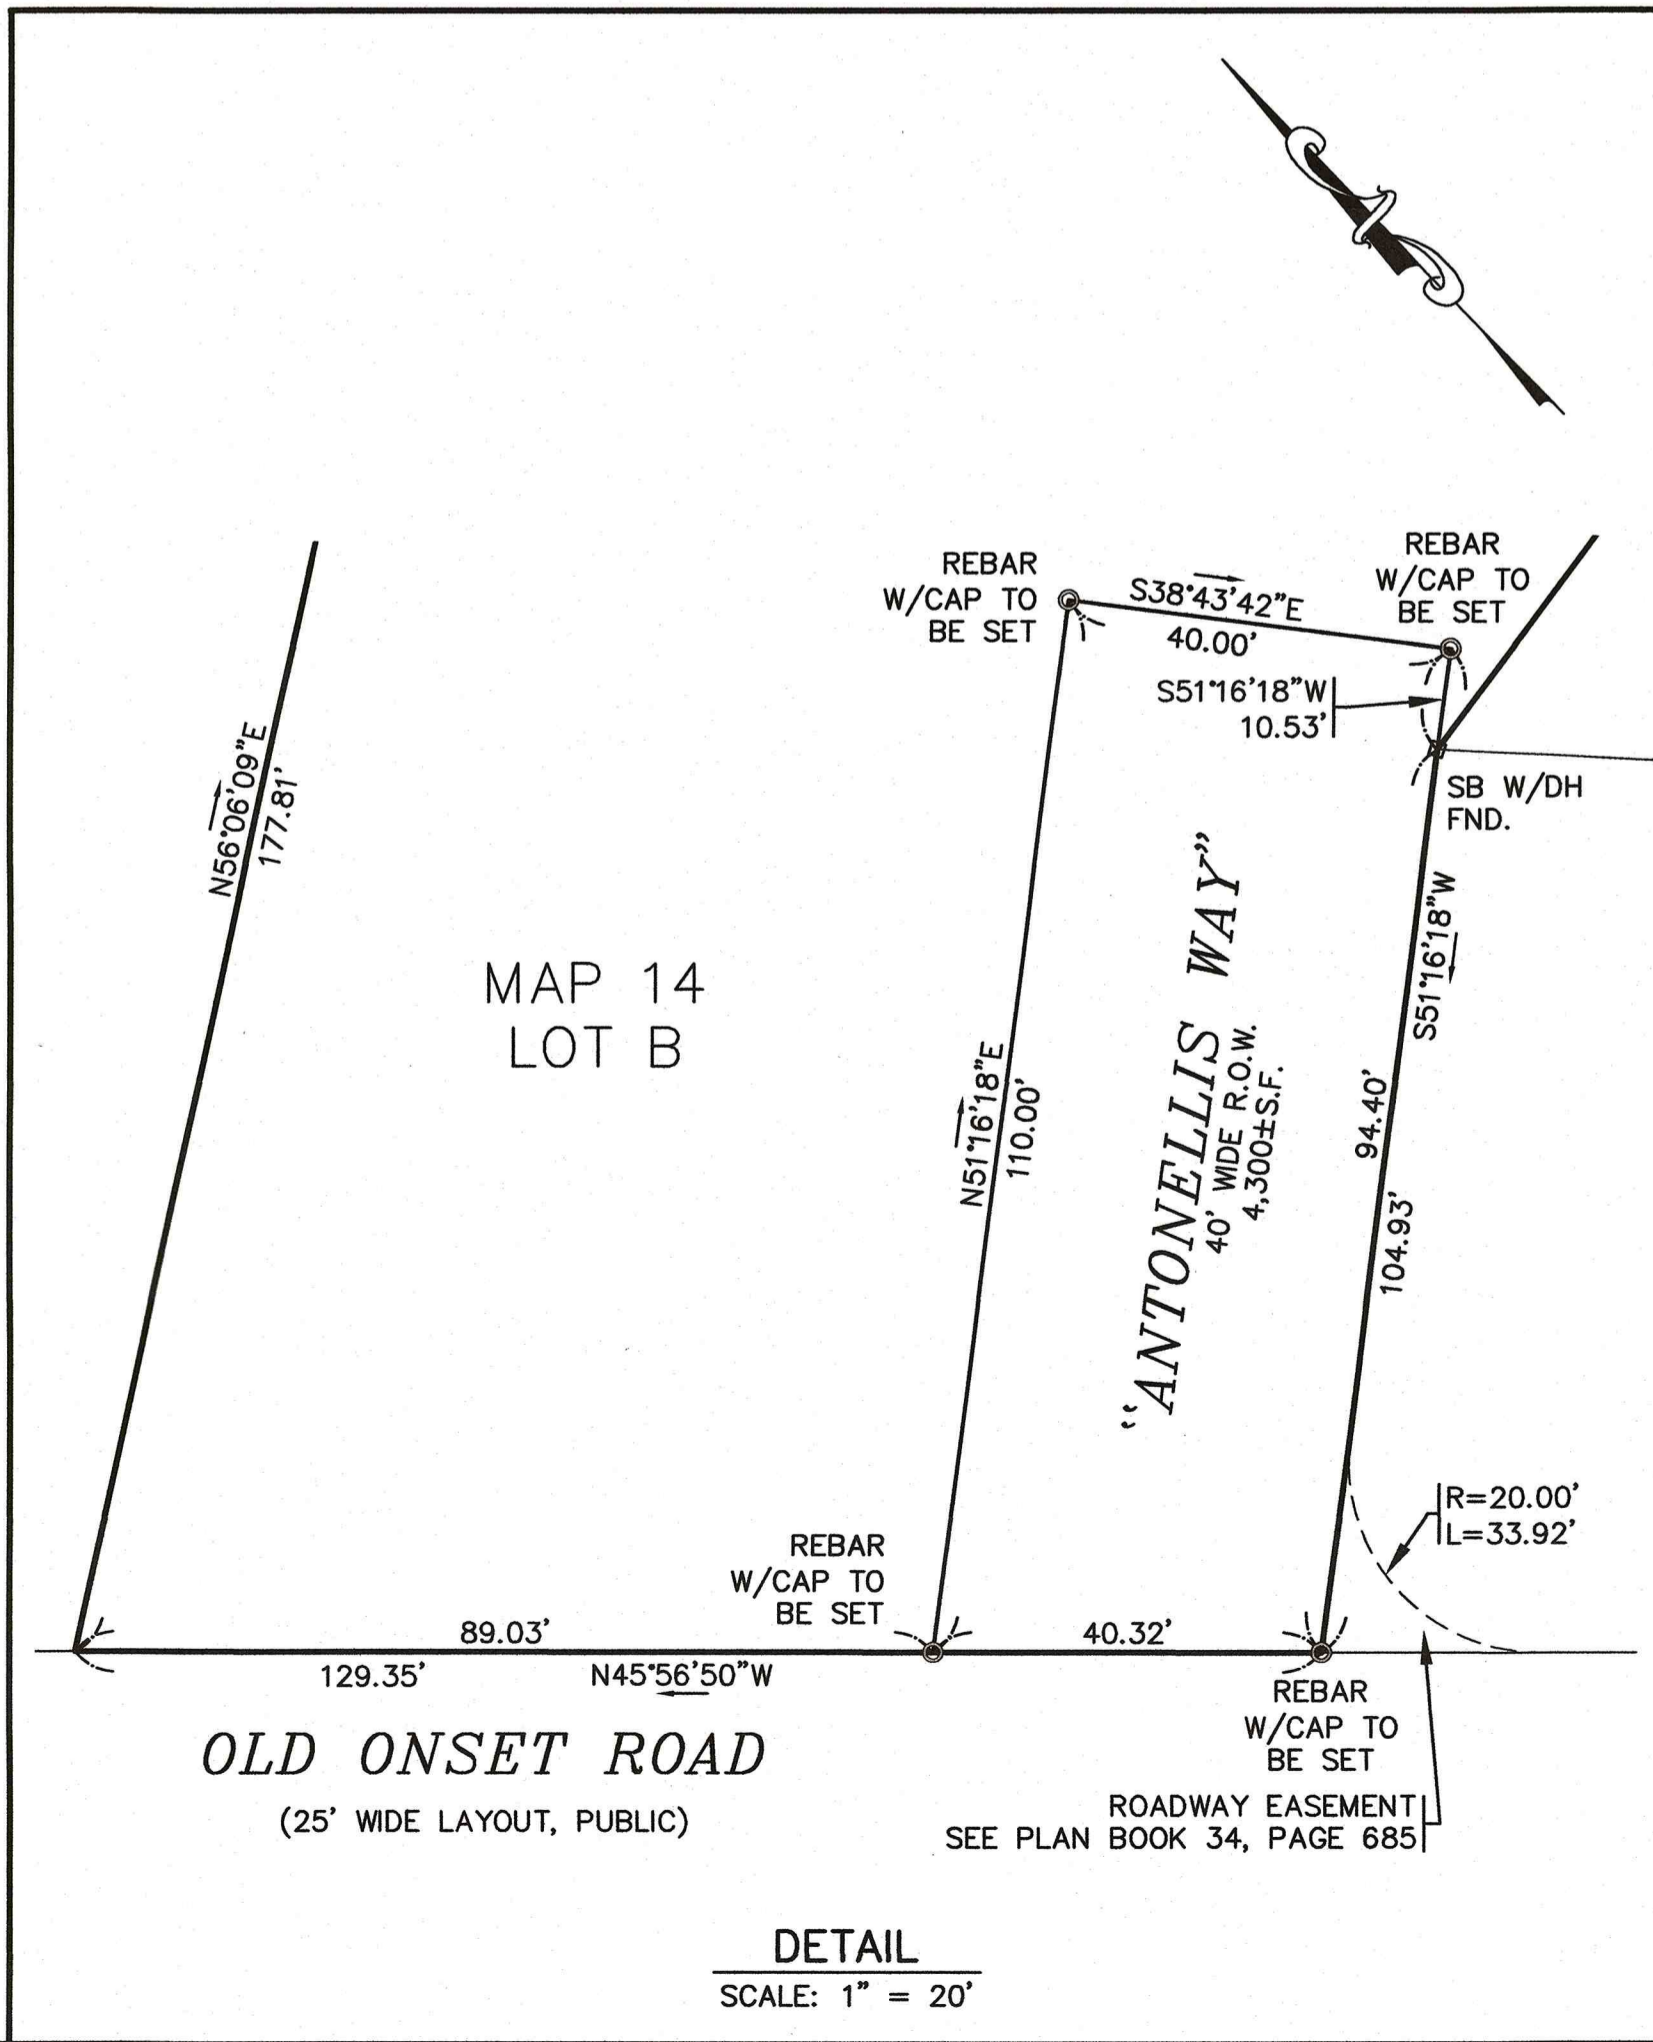 REBAR
W/CAP TO
BE SET
S38°43'42"E
40.00'
REBAR
W/CAP TO
BE SET
S51°16'18"W
10.53'
SB W/DH
FND.
N56°06'09"E
177.81'
MAP 14
LOT B
N51°16'18"E
110.00'
"ANTONELLIS WAY"
40' WIDE R.O.W.
4,300±S.F.
S51°16'18"W
94.40'
104.93'
R=20.00'
L=33.92'
REBAR
W/CAP TO
BE SET
89.03'
40.32'
129.35'
N45°56'50"W
REBAR
W/CAP TO
BE SET
OLD ONSET ROAD
(25' WIDE LAYOUT, PUBLIC)
ROADWAY EASEMENT
SEE PLAN BOOK 34, PAGE 685
DETAIL
SCALE: 1" = 20'